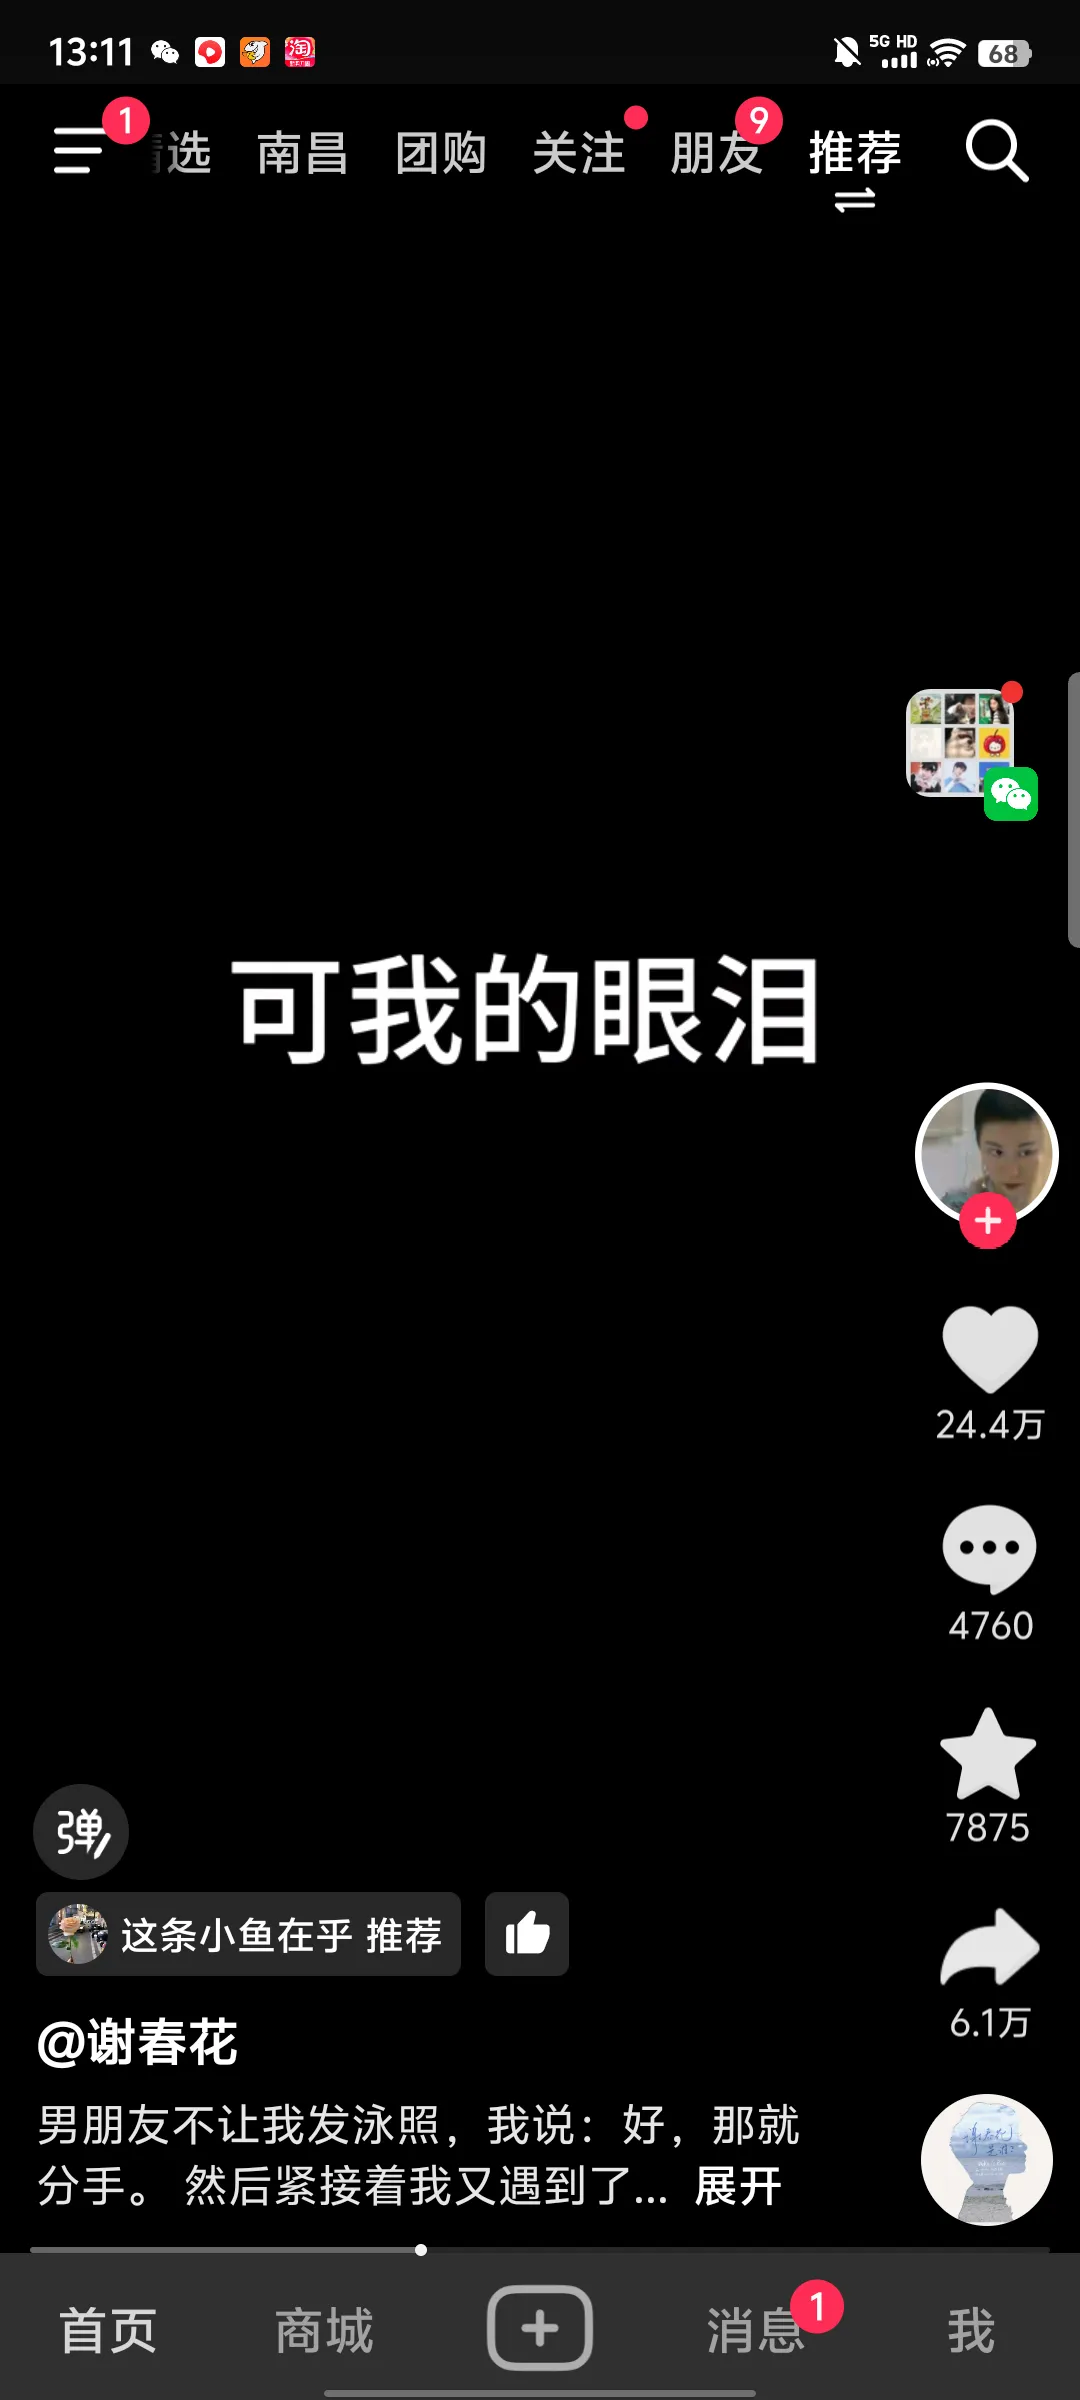 13:11
5G HD
68
1
精选 南昌 团购 关注 朋友 9 推荐
可我的眼泪
24.4万
4760
7875
弹
这条小鱼在乎 推荐
6.1万
@谢春花
男朋友不让我发泳照，我说：好，那就
分手。 然后紧接着我又遇到了... 展开
首页 商城 消息 1 我